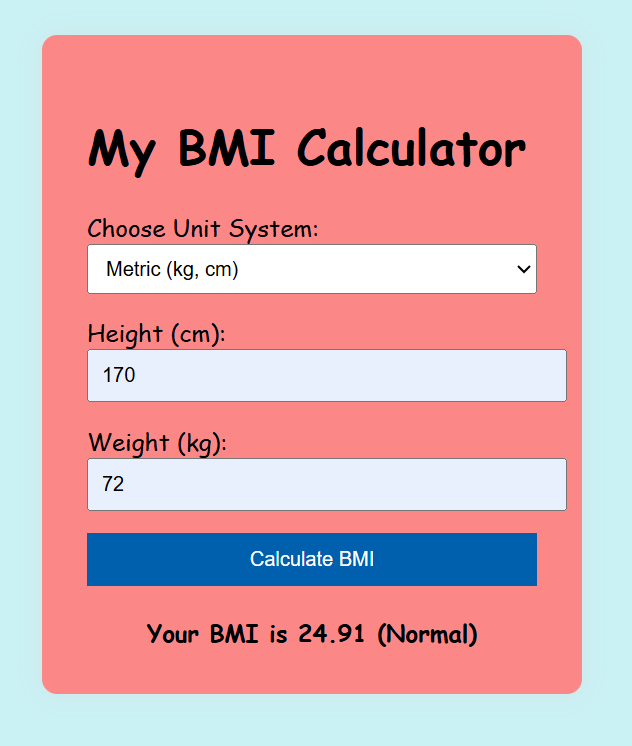 My BMI Calculator
Choose Unit System:
Metric (kg, cm)
Height (cm):
170
Weight (kg):
72
Calculate BMI
Your BMI is 24.91 (Normal)